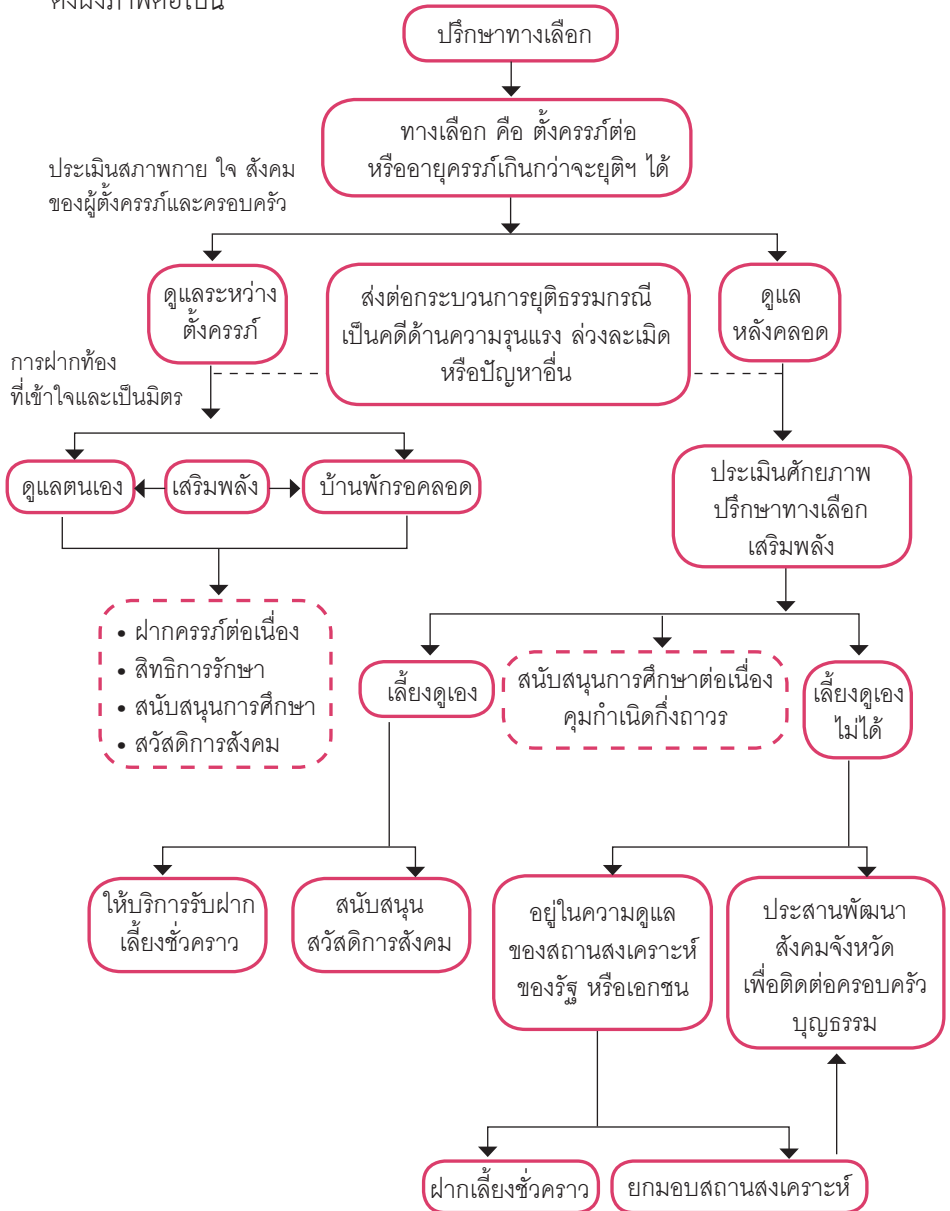 ดังผังภาพต่อไปนี้
ปรึกษาทางเลือก
ทางเลือก คือ ตั้งครรภ์ต่อ
หรืออายุครรภ์เกินกว่าจะยุติฯ ได้
ประเมินสภาพกาย ใจ สังคม
ของผู้ตั้งครรภ์และครอบครัว
ดูแลระหว่าง
ตั้งครรภ์
ส่งต่อกระบวนการยุติธรรมกรณี
เป็นคดีด้านความรุนแรง ล่วงละเมิด
หรือปัญหาอื่น
ดูแล
หลังคลอด
การฝากท้อง
ที่เข้าใจและเป็นมิตร
ดูแลตนเอง
เสริมพลัง
บ้านพักรอคลอด
ประเมินศักยภาพ
ปรึกษาทางเลือก
เสริมพลัง
• ฝากครรภ์ต่อเนื่อง
• สิทธิการรักษา
• สนับสนุนการศึกษา
• สวัสดิการสังคม
เลี้ยงดูเอง
สนับสนุนการศึกษาต่อเนื่อง
คุมกำเนิดกึ่งถาวร
เลี้ยงดูเอง
ไม่ได้
ให้บริการรับฝาก
เลี้ยงชั่วคราว
สนับสนุน
สวัสดิการสังคม
อยู่ในความดูแล
ของสถานสงเคราะห์
ของรัฐ หรือเอกชน
ประสานพัฒนา
สังคมจังหวัด
เพื่อติดต่อครอบครัว
บุญธรรม
ฝากเลี้ยงชั่วคราว
ยกมอบสถานสงเคราะห์